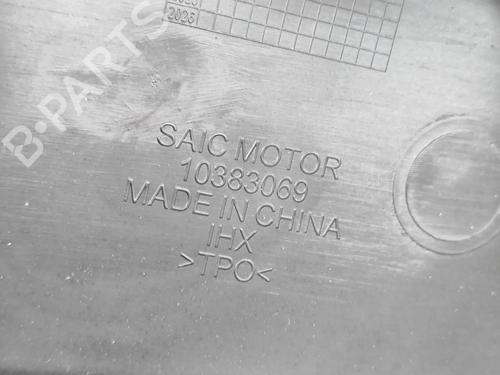 2026
SAIC MOTOR
10383069
MADE IN CHINA
IHX
>TPO<
B-PARTS